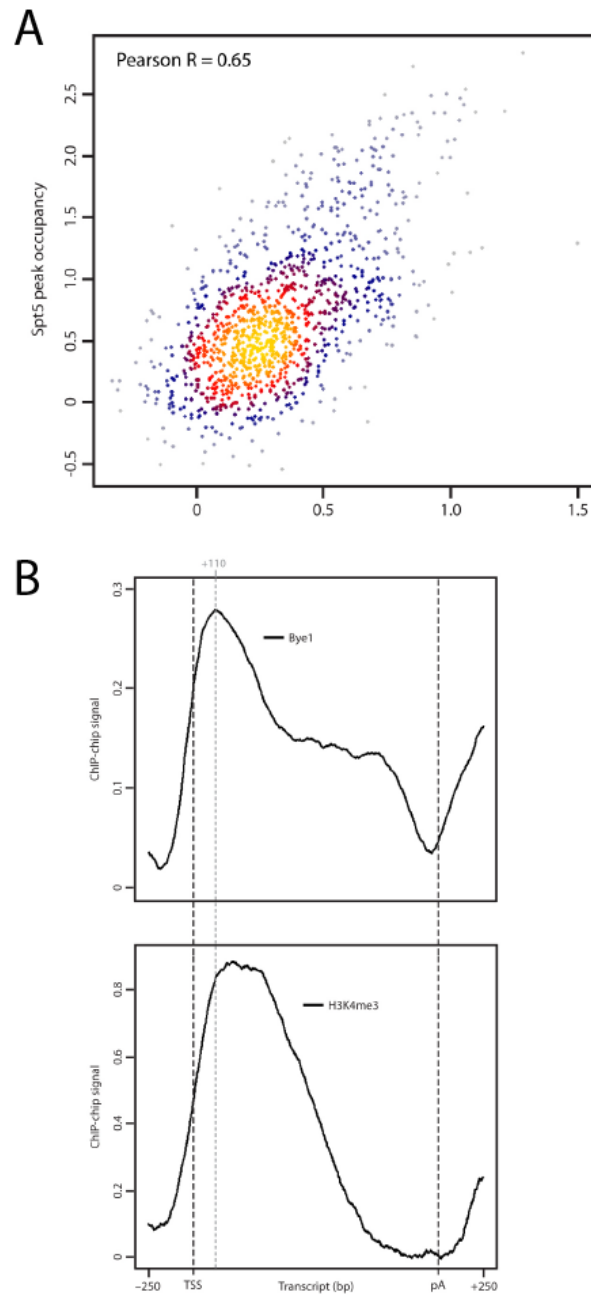 A
Pearson R = 0.65
Spt5 peak occupancy
2.5
2.0
1.5
1.0
0.5
0
-0.5
0
0.5
1.0
1.5
B
+110
0.3
0.2
0.1
0
ChIP-chip signal
Bye1
0.8
0.6
0.4
0.2
0
ChIP-chip signal
H3K4me3
−250
TSS
Transcript (bp)
pA
+250